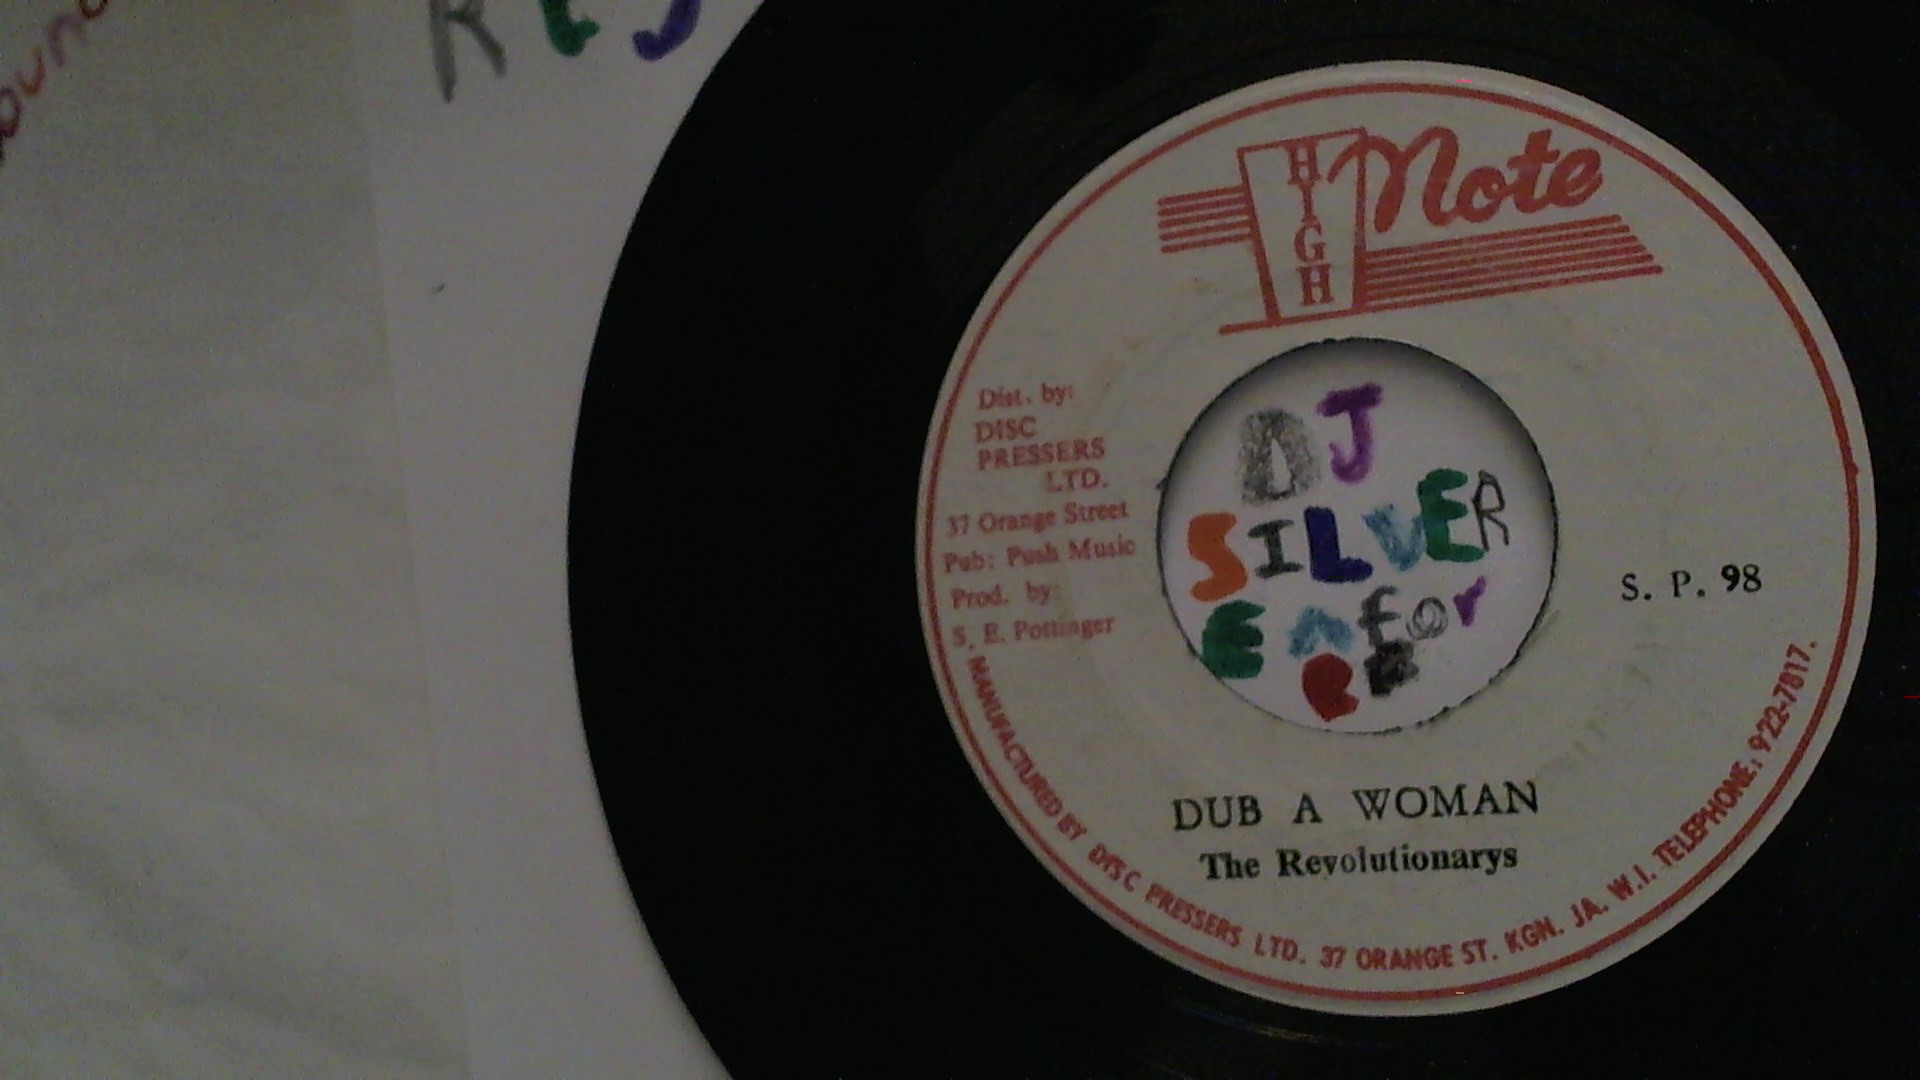 HIGH Note
Dist. by:
DISC
PRESSERS
LTD.
37 Orange Street
Pub: Push Music
Prod. by:
S. E. Pottinger
DJ
SILVER
S. P. 98
DUB A WOMAN
The Revolutionarys
MANUFACTURED BY DISC PRESSERS LTD. 37 ORANGE ST. KGN. JA. W.I. TELEPHONE: 922-7817.